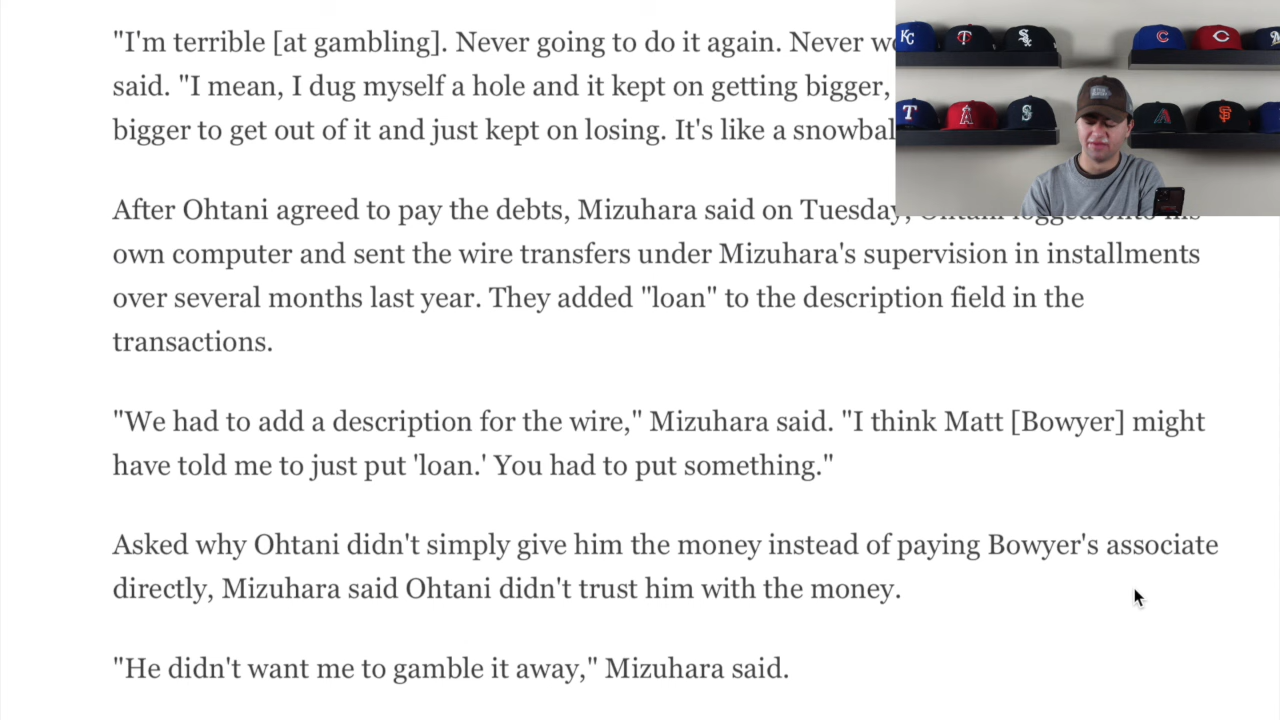 "I'm terrible [at gambling]. Never going to do it again. Never
said. "I mean, I dug myself a hole and it kept on getting bigger,
bigger to get out of it and just kept on losing. It's like a
After Ohtani agreed to pay the debts, Mizuhara said on Tuesday, Ohtani logged onto his
own computer and sent the wire transfers under Mizuhara's supervision in installments
over several months last year. They added "loan" to the description field in the
transactions.
"We had to add a description for the wire," Mizuhara said. "I think Matt [Bowyer] might
have told me to just put 'loan.' You had to put something."
Asked why Ohtani didn't simply give him the money instead of paying Bowyer's associate
directly, Mizuhara said Ohtani didn't trust him with the money.
"He didn't want me to gamble it away," Mizuhara said.
KC
T
Sox
C
C
T
A
S
A
SF